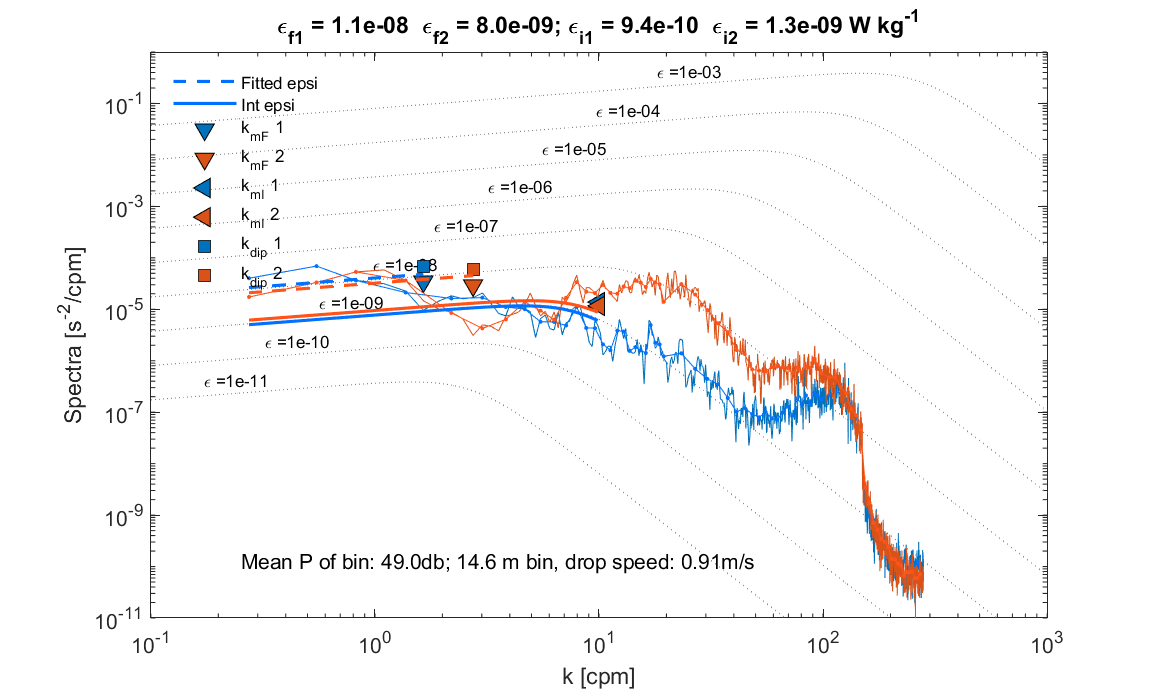 ϵf1 = 1.1e-08 ϵf2 = 8.0e-09; ϵi1 = 9.4e-10 ϵi2 = 1.3e-09 W kg-1
Fitted epsi
Int epsi
kmF 1
kmF 2
kmI 1
kmI 2
kdip 1
kdip 2
ϵ =1e-03
ϵ =1e-04
ϵ =1e-05
ϵ =1e-06
ϵ =1e-07
ϵ =1e-08
ϵ =1e-09
ϵ =1e-10
ϵ =1e-11
Mean P of bin: 49.0db; 14.6 m bin, drop speed: 0.91m/s
Spectra [s-2/cpm]
10-1
10-3
10-5
10-7
10-9
10-11
10-1 100 101 102 103
k [cpm]